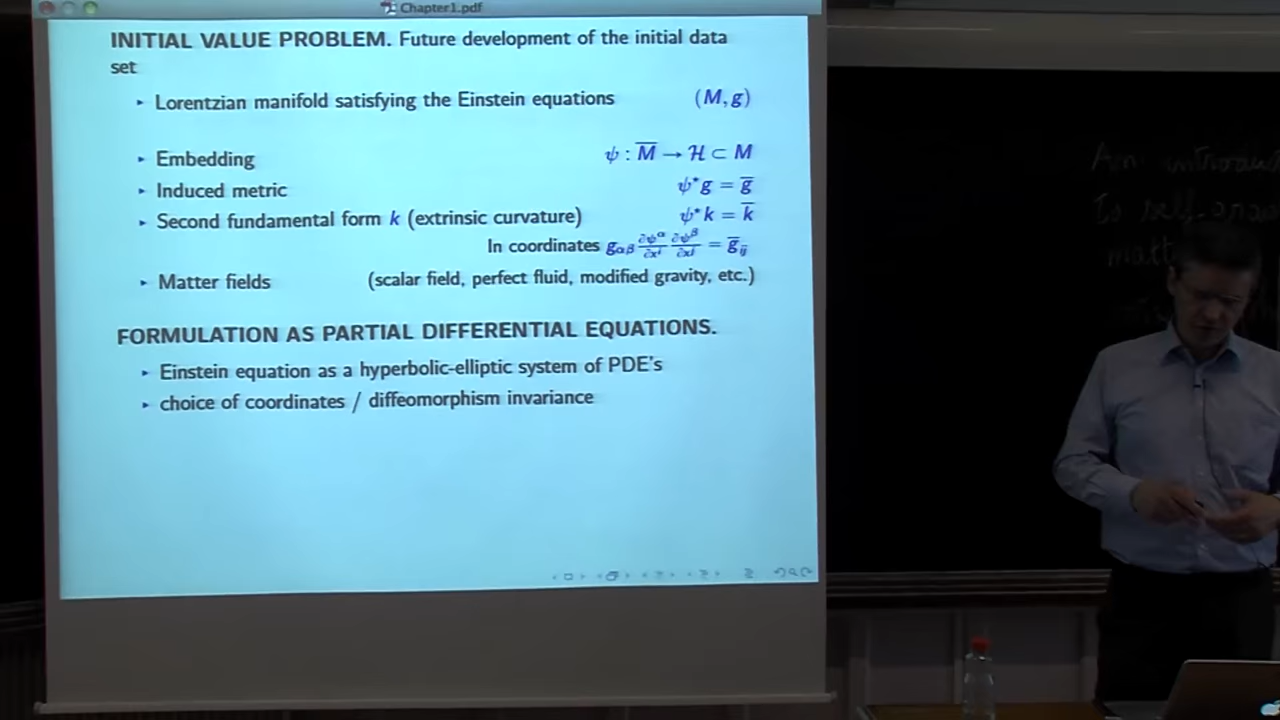 Chapter1.pdf
INITIAL VALUE PROBLEM. Future development of the initial data
set
‣ Lorentzian manifold satisfying the Einstein equations (M, g)
‣ Embedding ψ : M̅ → ℋ ⊂ M
‣ Induced metric ψ*g = g̅
‣ Second fundamental form k (extrinsic curvature) ψ*k = k̅
In coordinates g_αβ ∂ψ^α/∂x^i ∂ψ^β/∂x^j = g̅_ij
‣ Matter fields (scalar field, perfect fluid, modified gravity, etc.)
FORMULATION AS PARTIAL DIFFERENTIAL EQUATIONS.
‣ Einstein equation as a hyperbolic-elliptic system of PDE's
‣ choice of coordinates / diffeomorphism invariance
An